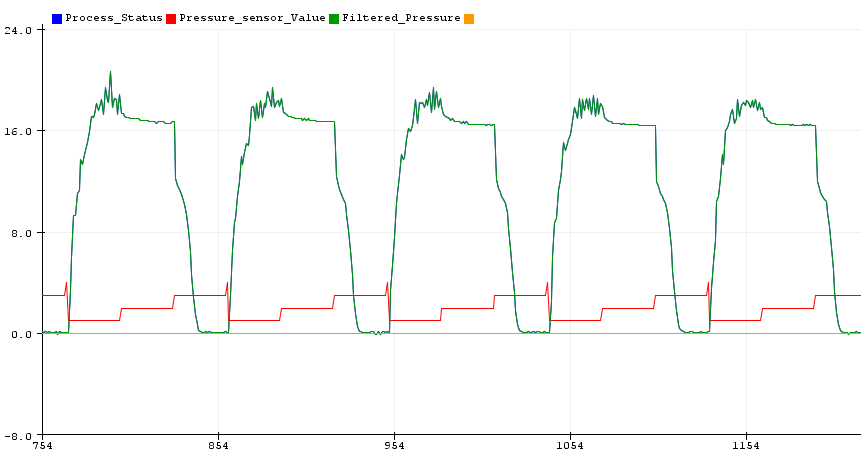 Process_Status Pressure_sensor_Value Filtered_Pressure
24.0
16.0
8.0
0.0
-8.0
754 854 954 1054 1154